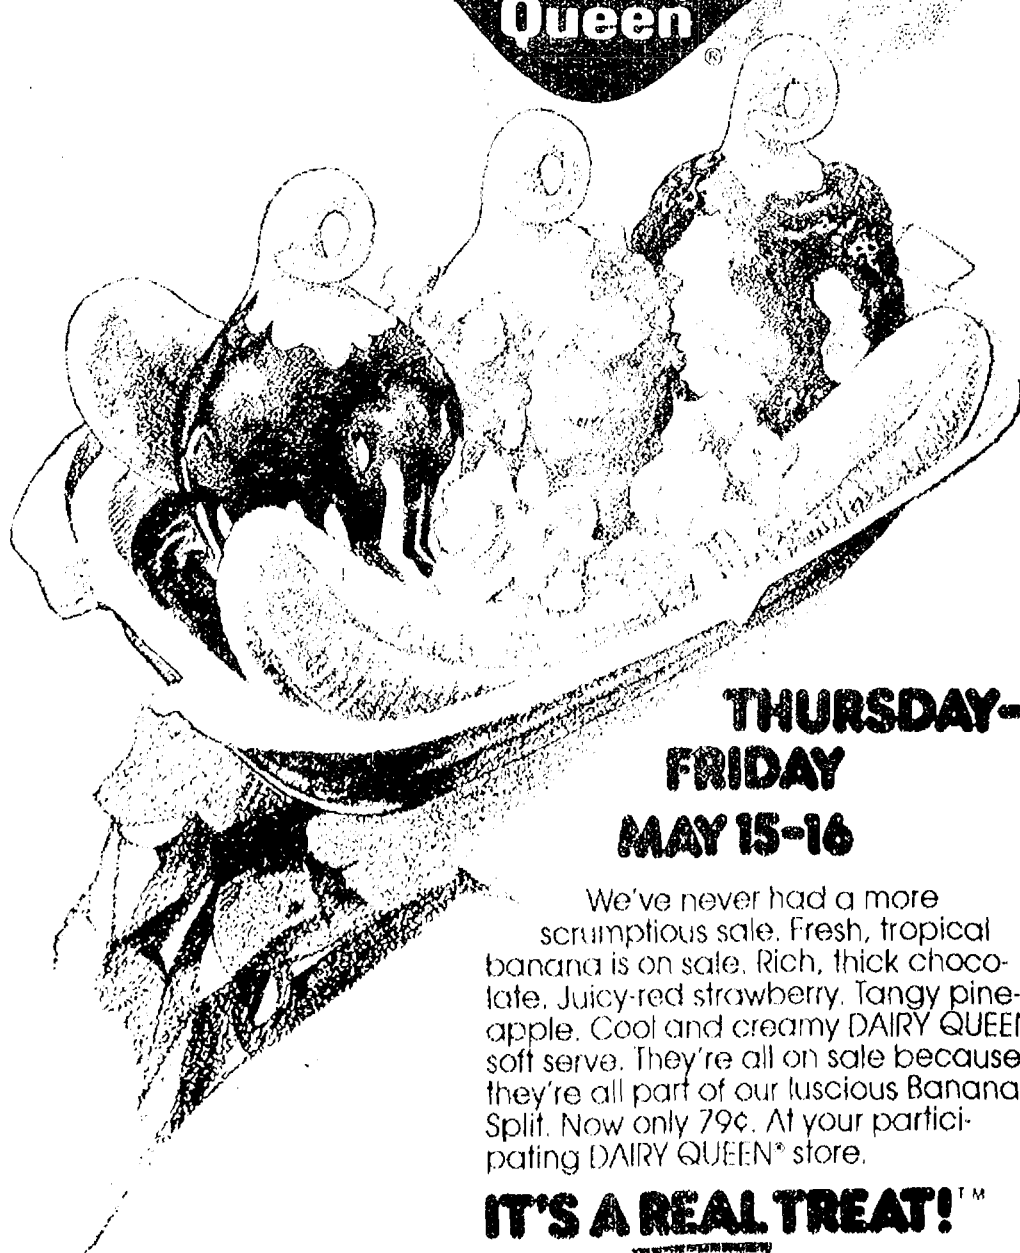 Queen
®
THURSDAY-
FRIDAY
MAY 15-16
We've never had a more
scrumptious sale. Fresh, tropical
banana is on sale. Rich, thick choco-
late. Juicy-red strawberry. Tangy pine-
apple. Cool and creamy DAIRY QUEEN
soft serve. They're all on sale because
they're all part of our luscious Banana
Split. Now only 79¢. At your partici-
pating DAIRY QUEEN® store.
IT'S A REAL TREAT!™